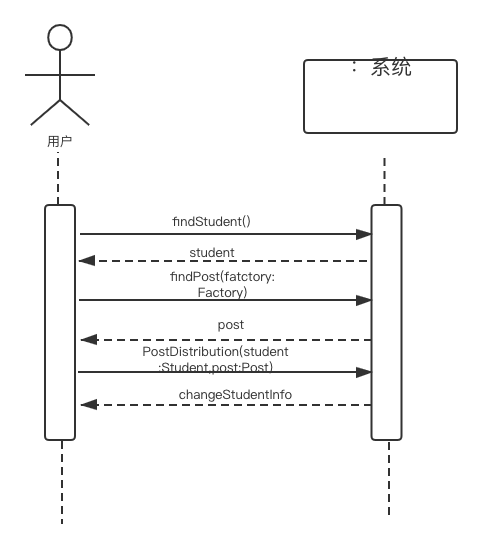 ： 系统
用户
findStudent()
student
findPost(fatctory:
Factory)
post
PostDistribution(student
:Student,post:Post)
changeStudentInfo